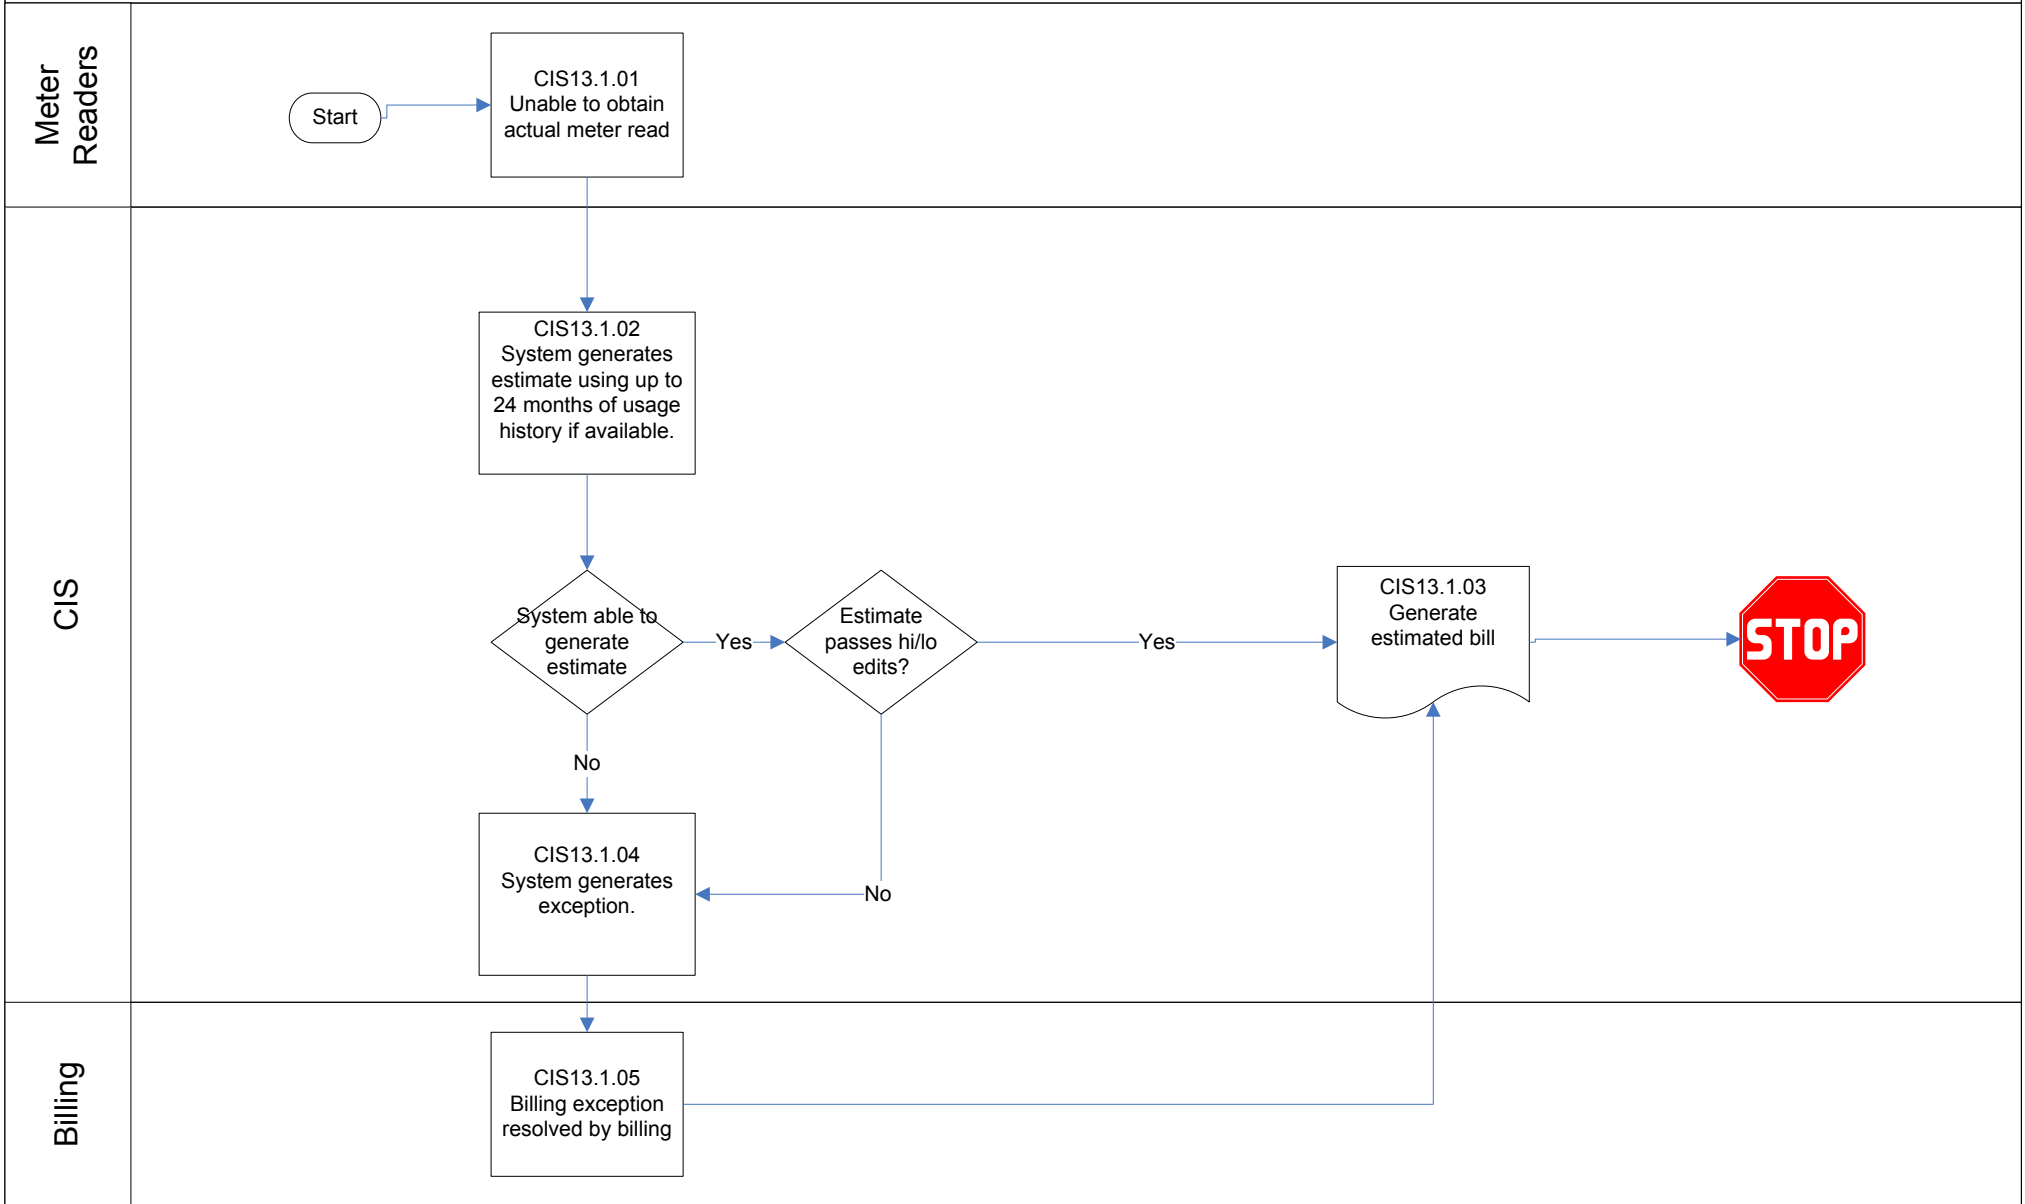 Meter
Readers
Start
CIS13.1.01
Unable to obtain
actual meter read
CIS
CIS13.1.02
System generates
estimate using up to
24 months of usage
history if available.
System able to
generate
estimate
Yes
Estimate
passes hi/lo
edits?
Yes
CIS13.1.03
Generate
estimated bill
STOP
No
CIS13.1.04
System generates
exception.
No
Billing
CIS13.1.05
Billing exception
resolved by billing